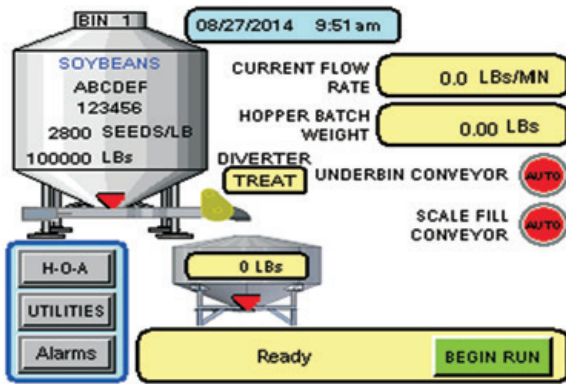 BIN 1
08/27/2014 9:51 am
SOYBEANS
ABCDEF
123456
2800 SEEDS/LB
100000 LBs
CURRENT FLOW
RATE
0.0 LBs/MN
HOPPER BATCH
WEIGHT
0.00 LBs
DIVERTER
TREAT
UNDERBIN CONVEYOR
AUTO
SCALE FILL
CONVEYOR
AUTO
H-O-A
UTILITIES
Alarms
0 LBs
Ready
BEGIN RUN